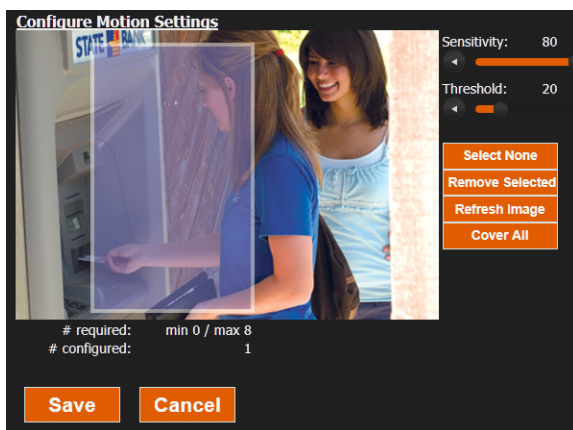 Configure Motion Settings
STATE BANK
Sensitivity: 80
Threshold: 20
Select None
Remove Selected
Refresh Image
Cover All
# required: min 0 / max 8
# configured: 1
Save
Cancel